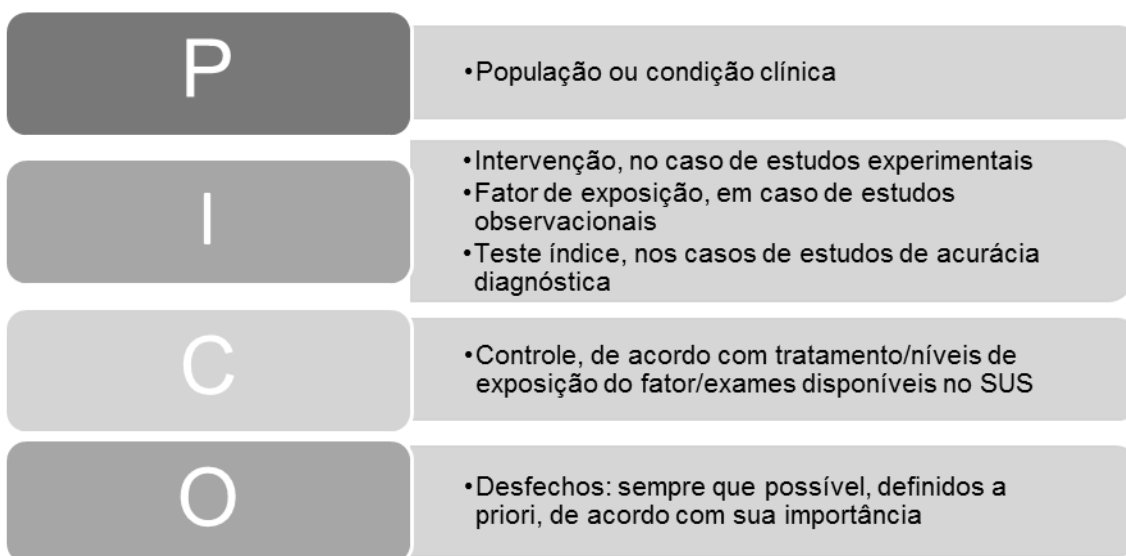 P
•População ou condição clínica
I
•Intervenção, no caso de estudos experimentais
•Fator de exposição, em caso de estudos
observacionais
•Teste índice, nos casos de estudos de acurácia
diagnóstica
C
•Controle, de acordo com tratamento/níveis de
exposição do fator/exames disponíveis no SUS
O
•Desfechos: sempre que possível, definidos a
priori, de acordo com sua importância